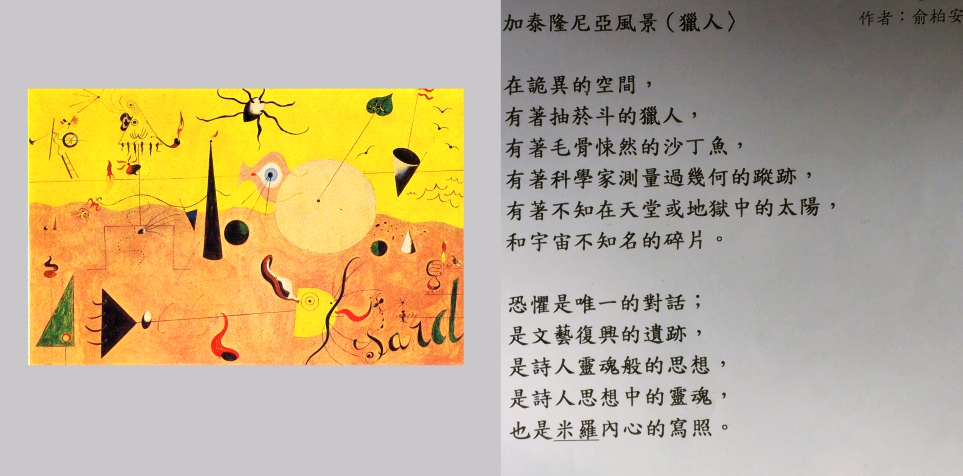 sard
加泰隆尼亞風景（獵人〉
作者：俞柏安
在詭異的空間，
有著抽菸斗的獵人，
有著毛骨悚然的沙丁魚，
有著科學家測量過幾何的蹤跡，
有著不知在天堂或地獄中的太陽，
和宇宙不知名的碎片。
恐懼是唯一的對話；
是文藝復興的遺跡，
是詩人靈魂般的思想，
是詩人思想中的靈魂，
也是米羅內心的寫照。